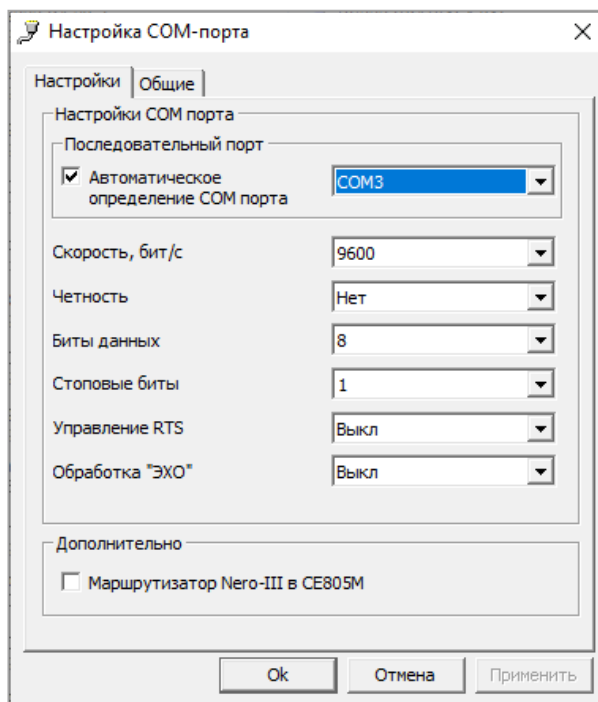 Настройка COM-порта
Настройки
Общие
Настройки COM порта
Последовательный порт
Автоматическое
определение COM порта
COM3
Скорость, бит/с
9600
Четность
Нет
Биты данных
8
Стоповые биты
1
Управление RTS
Выкл
Обработка "ЭХО"
Выкл
Дополнительно
Маршрутизатор Nero-III в CE805M
Ok
Отмена
Применить